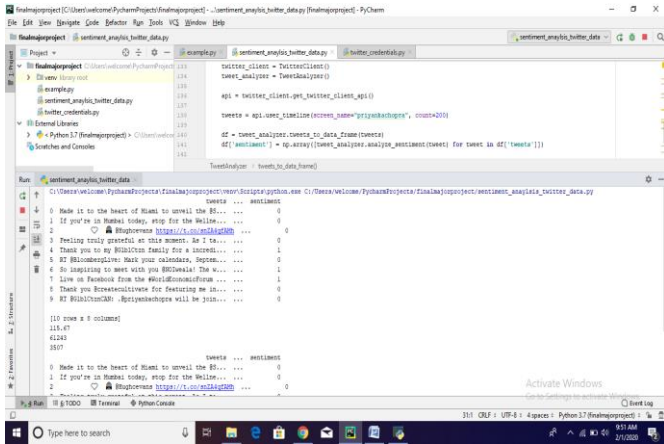 finalmajorproject [C:\Users\welcome\PycharmProjects\finalmajorproject] - ...\sentiment_anaylsis_twitter_data.py [finalmajorproject] - PyCharm
File Edit View Navigate Code Refactor Run Tools VCS Window Help
finalmajorproject sentiment_anaylsis_twitter_data.py
sentiment_anaylsis_twitter_data
Project
example.py
sentiment_anaylsis_twitter_data.py
twitter_credentials.py
finalmajorproject C:\Users\welcome\PycharmProject
venv library root
example.py
sentiment_anaylsis_twitter_data.py
twitter_credentials.py
External Libraries
< Python 3.7 (finalmajorproject) > C:\Users\welco
Scratches and Consoles
133 twitter_client = TwitterClient()
134 tweet_analyzer = TweetAnalyzer()
135
136 api = twitter_client.get_twitter_client_api()
137
138 tweets = api.user_timeline(screen_name="priyankachopra", count=200)
139
140 df = tweet_analyzer.tweets_to_data_frame(tweets)
141 df['sentiment'] = np.array([tweet_analyzer.analyze_sentiment(tweet) for tweet in df['tweets']])
142
TweetAnalyzer > tweets_to_data_frame()
Run: sentiment_anaylsis_twitter_data
C:\Users\welcome\PycharmProjects\finalmajorproject\venv\Scripts\python.exe C:/Users/welcome/PycharmProjects/finalmajorproject/sentiment_anaylsis_twitter_data.py
tweets ... sentiment
0 Made it to the heart of Miami to unveil the @S... ... 0
1 If you're in Mumbai today, stop for the Wellne... ... 0
2 ♡ @Hughcevans ... 0
3 Feeling truly grateful at this moment. As I ta... ... 0
4 Thank you to my @GlblCtzn family for a incredi... ... 1
5 RT @BloombergLive: Mark your calendars, Septem... ... 0
6 So inspiring to meet with you @NOIweala! The w... ... 1
7 live on Facebook from the #WorldEconomicForum ... ... 1
8 Thank you @createcultivate for featuring me in... ... 0
9 RT @GlblCtznCAN: .@priyankachopra will be join... ... 0
[10 rows x 8 columns]
115.67
61243
3507
tweets ... sentiment
0 Made it to the heart of Miami to unveil the @S... ... 0
1 If you're in Mumbai today, stop for the Wellne... ... 0
2 ♡ @Hughcevans ... 0
Activate Windows
Go to Settings to activate Windows.
4: Run 6: TODO Terminal Python Console
Event Log
31:1 CRLF UTF-8 4 spaces Python 3.7 (finalmajorproject)
Type here to search
9:51 AM
2/1/2020
1: Project
Z: Structure
2: Favorites